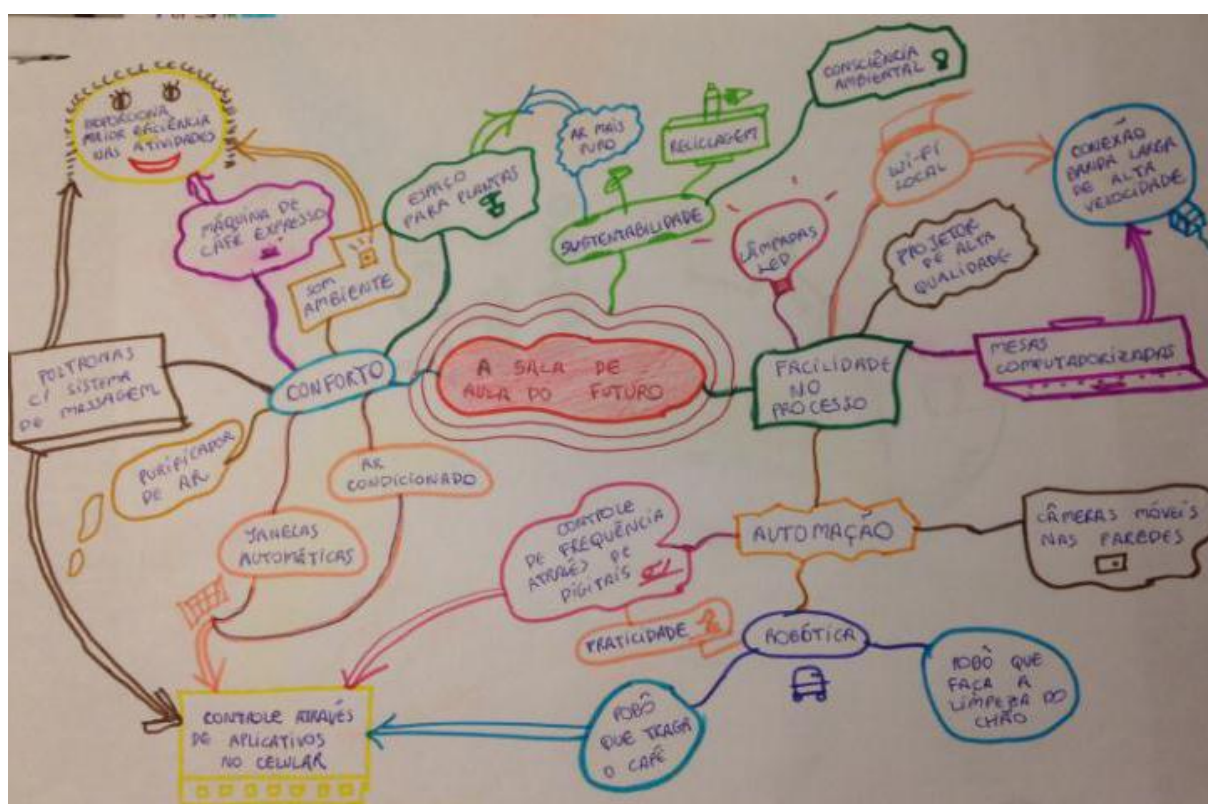 PROPORCIONA
MAIOR EFICIÊNCIA
NAS ATIVIDADES
MÁQUINA DE
CAFÉ EXPRESSO
SOM
AMBIENTE
ESPAÇO
PARA PLANTAS
AR MAIS
PURO
SUSTENTABILIDADE
RECICLAGEM
CONSCIÊNCIA
AMBIENTAL
LÂMPADAS
LED
WI-FI
LOCAL
CONEXÃO
BANDA LARGA
DE ALTA
VELOCIDADE
PROJETOR
DE ALTA
QUALIDADE
MESAS
COMPUTADORIZADAS
POLTRONAS
C/ SISTEMA
DE MASSAGEM
CONFORTO
A SALA DE
AULA DO FUTURO
FACILIDADE
NO
PROCESSO
PURIFICADOR
DE AR
AR
CONDICIONADO
JANELAS
AUTOMÁTICAS
CONTROLE
DE FREQUÊNCIA
ATRAVÉS DE
DIGITAIS
AUTOMAÇÃO
CÂMERAS MÓVEIS
NAS PAREDES
PRATICIDADE
ROBÓTICA
ROBÔ QUE
FAÇA A
LIMPEZA DO
CHÃO
ROBÔ
QUE TRAGA
O CAFÉ
CONTROLE ATRAVÉS
DE APLICATIVOS
NO CELULAR